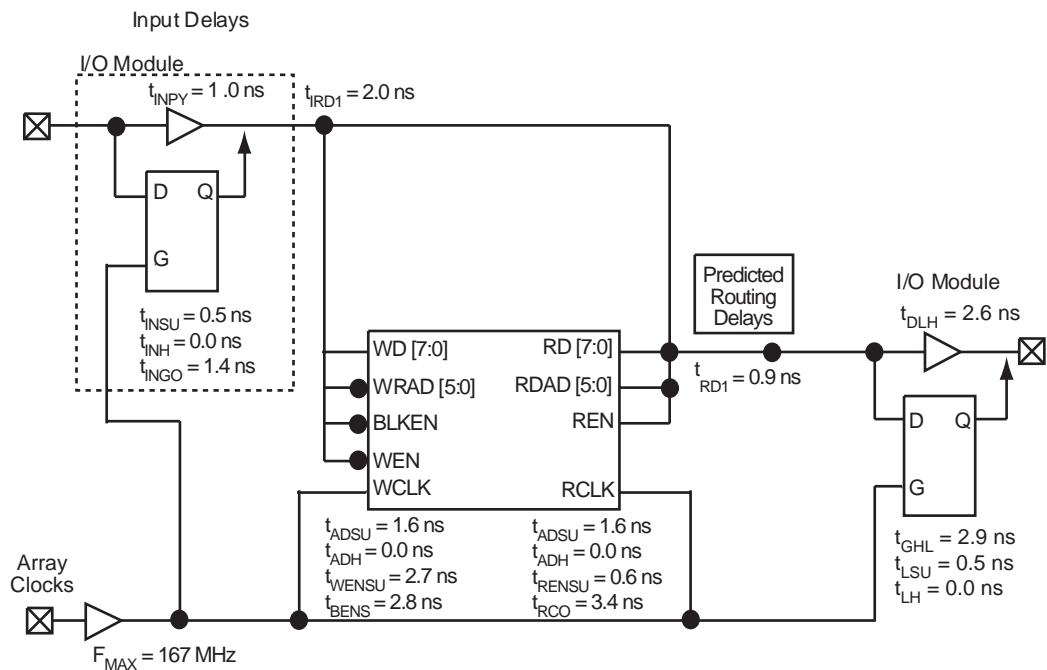 Input Delays
I/O Module
tINPY = 1.0 ns
tIRD1 = 2.0 ns
D
Q
G
tINSU = 0.5 ns
tINH = 0.0 ns
tINGO = 1.4 ns
Predicted
Routing
Delays
I/O Module
tDLH = 2.6 ns
WD [7:0]
RD [7:0]
WRAD [5:0]
RDAD [5:0]
BLKEN
REN
WEN
WCLK
RCLK
tRD1 = 0.9 ns
D
Q
G
tADSU = 1.6 ns
tADH = 0.0 ns
tWENSU = 2.7 ns
tBENS = 2.8 ns
tADSU = 1.6 ns
tADH = 0.0 ns
tRENSU = 0.6 ns
tRCO = 3.4 ns
tGHL = 2.9 ns
tLSU = 0.5 ns
tLH = 0.0 ns
Array
Clocks
FMAX = 167 MHz